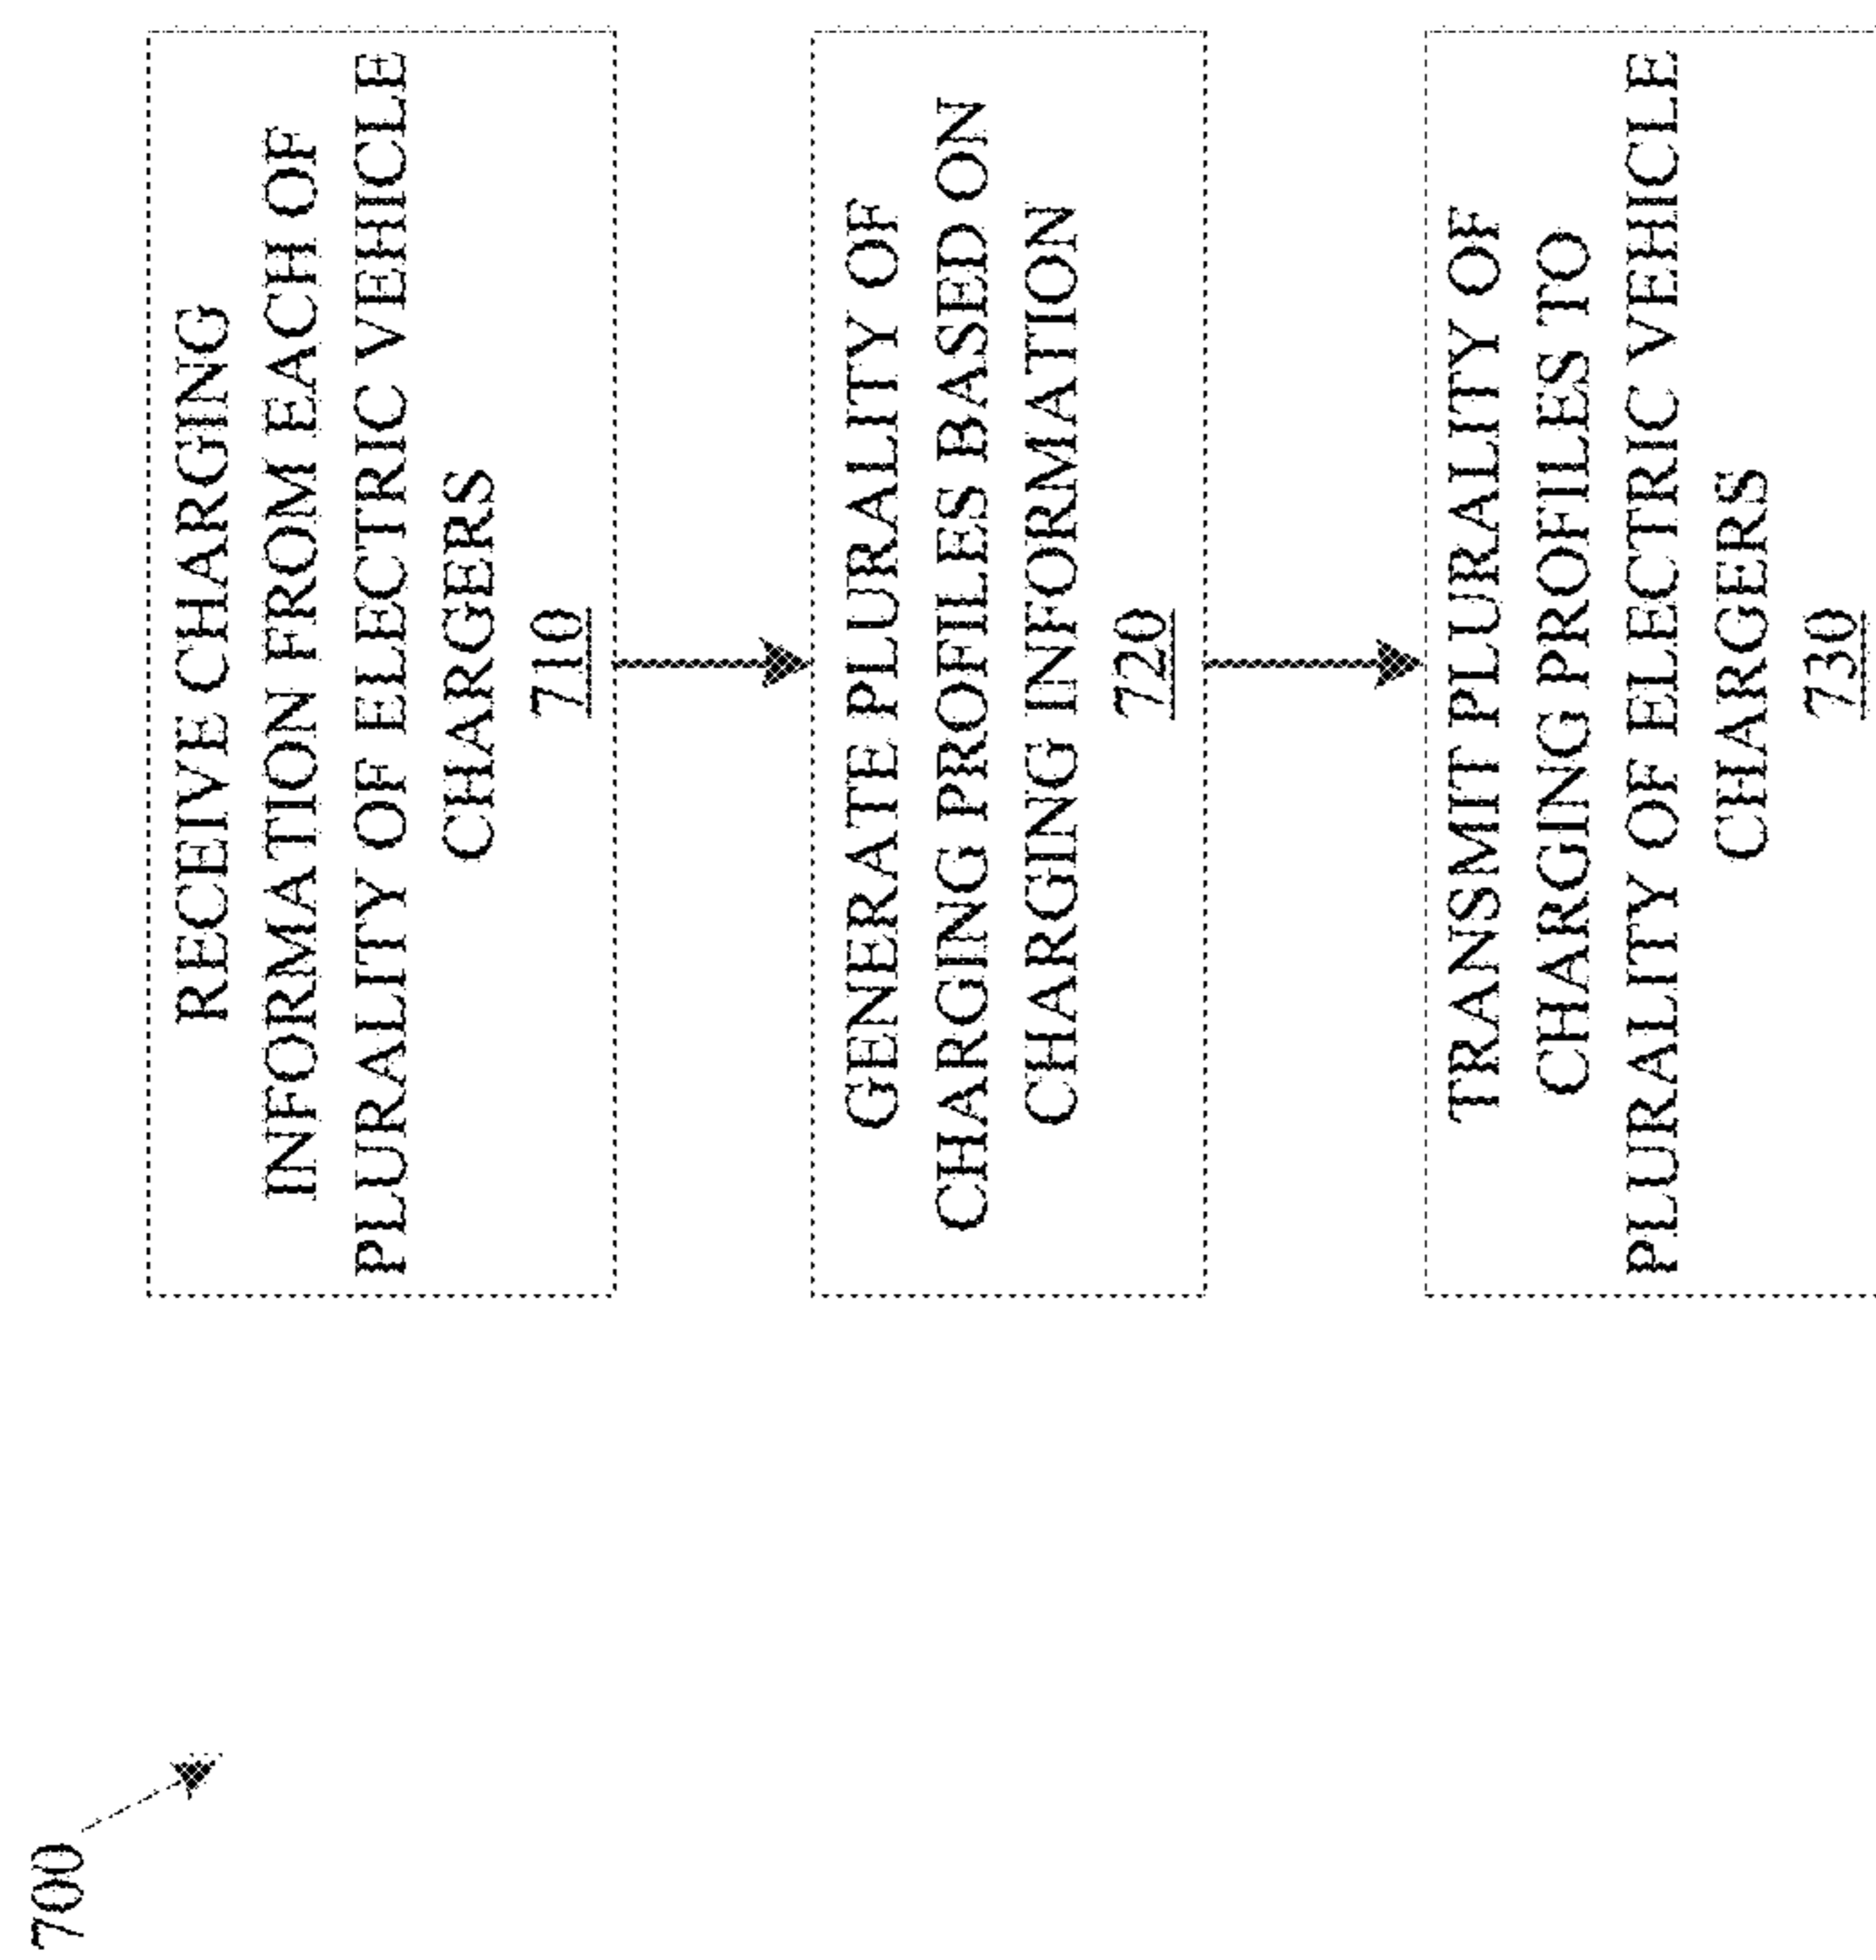 700
RECEIVE CHARGING
INFORMATION FROM EACH OF
PLURALITY OF ELECTRIC VEHICLE
CHARGERS
710
GENERATE PLURALITY OF
CHARGING PROFILES BASED ON
CHARGING INFORMATION
720
TRANSMIT PLURALITY OF
CHARGING PROFILES TO
PLURALITY OF ELECTRIC VEHICLE
CHARGERS
730